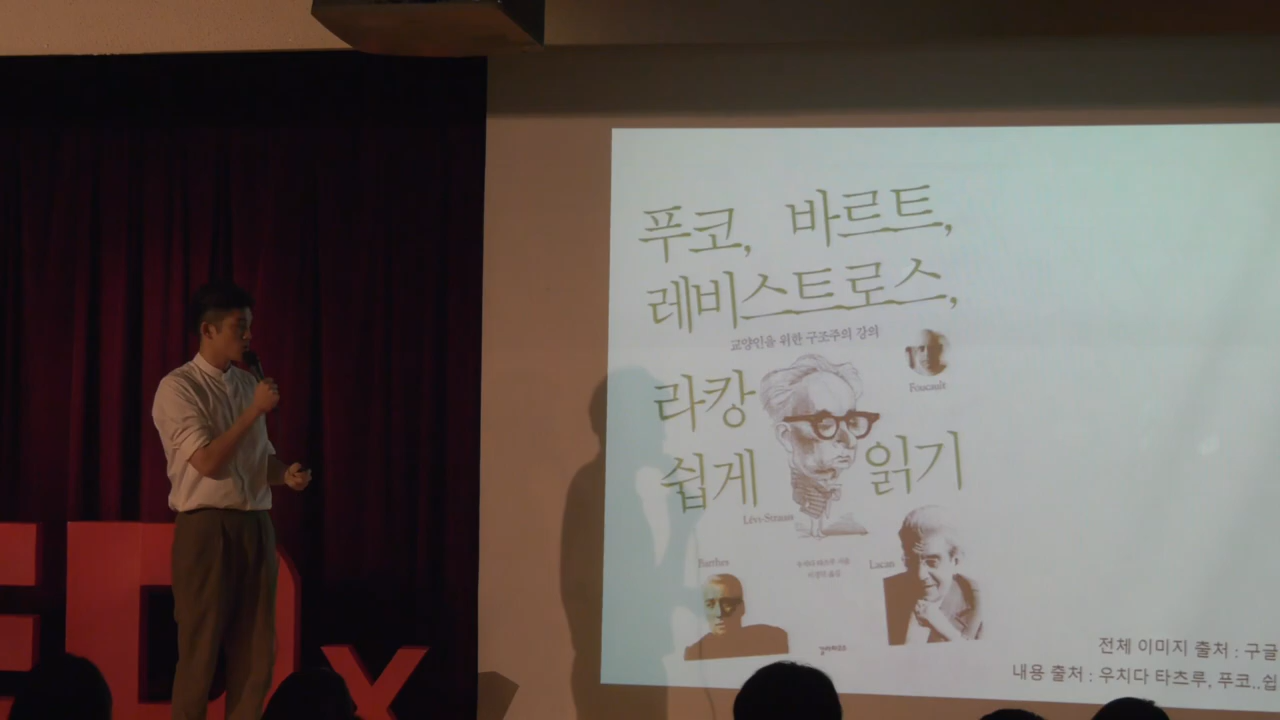 푸코, 바르트,
레비스트로스,
교양인을 위한 구조주의 강의
Foucault
라캉
쉽게 읽기
Lévi-Strauss
Barthes
Lacan
전체 이미지 출처 : 구글
내용 출처 : 우치다 타츠루, 푸코..쉽
EDx